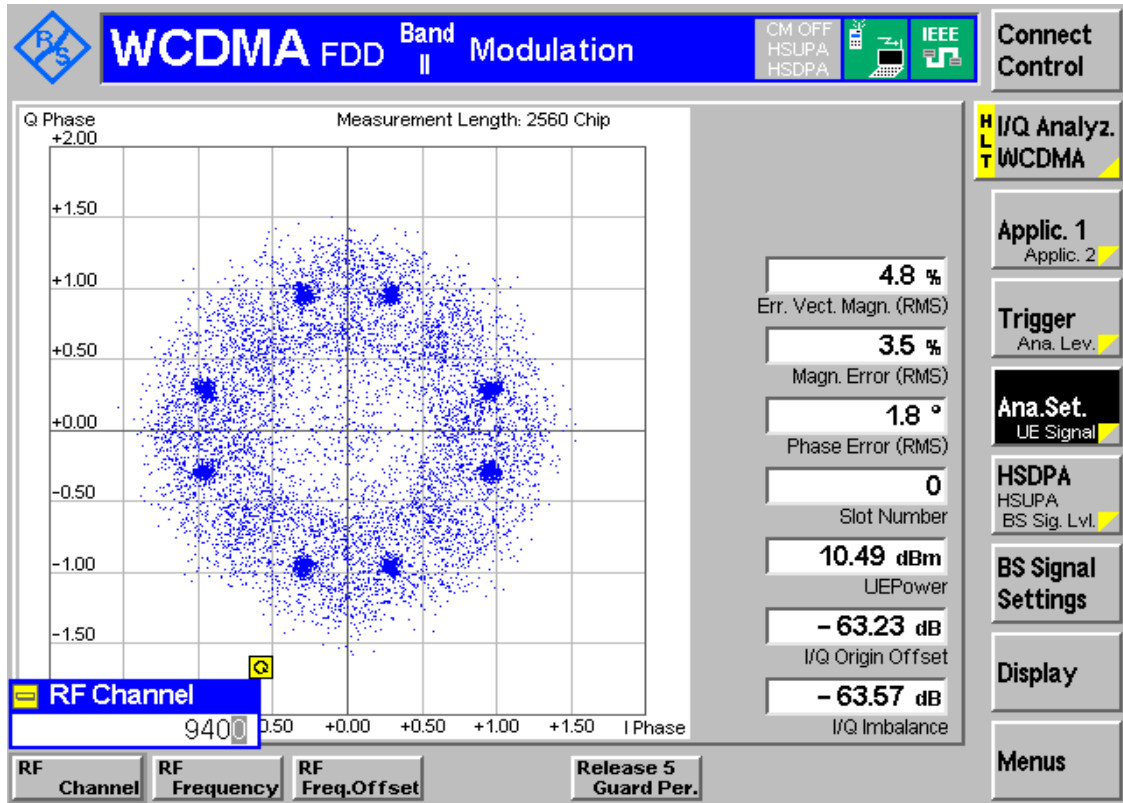 R S
WCDMA FDD Band II Modulation
CM OFF
HSUPA
HSDPA
IEEE
Connect
Control
Q Phase
Measurement Length: 2560 Chip
+2.00
+1.50
+1.00
+0.50
+0.00
−0.50
−1.00
−1.50
H L T
I/Q Analyz.
WCDMA
Applic. 1
Applic. 2
Trigger
Ana. Lev.
Ana.Set.
UE Signal
HSDPA
HSUPA
BS Sig. Lvl.
BS Signal
Settings
Display
Menus
4.8 %
Err. Vect. Magn. (RMS)
3.5 %
Magn. Error (RMS)
1.8 °
Phase Error (RMS)
0
Slot Number
10.49 dBm
UEPower
− 63.23 dB
I/Q Origin Offset
− 63.57 dB
I/Q Imbalance
Q
RF Channel
9400
0.50 +0.00 +0.50 +1.00 +1.50 I Phase
RF
Channel
RF
Frequency
RF
Freq.Offset
Release 5
Guard Per.